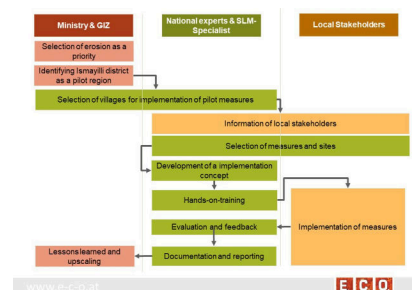 Ministry & GIZ
National experts & SLM-
Specialist
Local Stakeholders
Selection of erosion as a
priority
Identifying Ismayilli district
as a pilot region
Selection of villages for implementation of pilot measures
Information of local stakeholders
Selection of measures and sites
Development of a implementation
concept
Hands-on-training
Evaluation and feedback
Implementation of measures
Lessons learned and
upscaling
Documentation and reporting
www.e-c-o.at
E C O